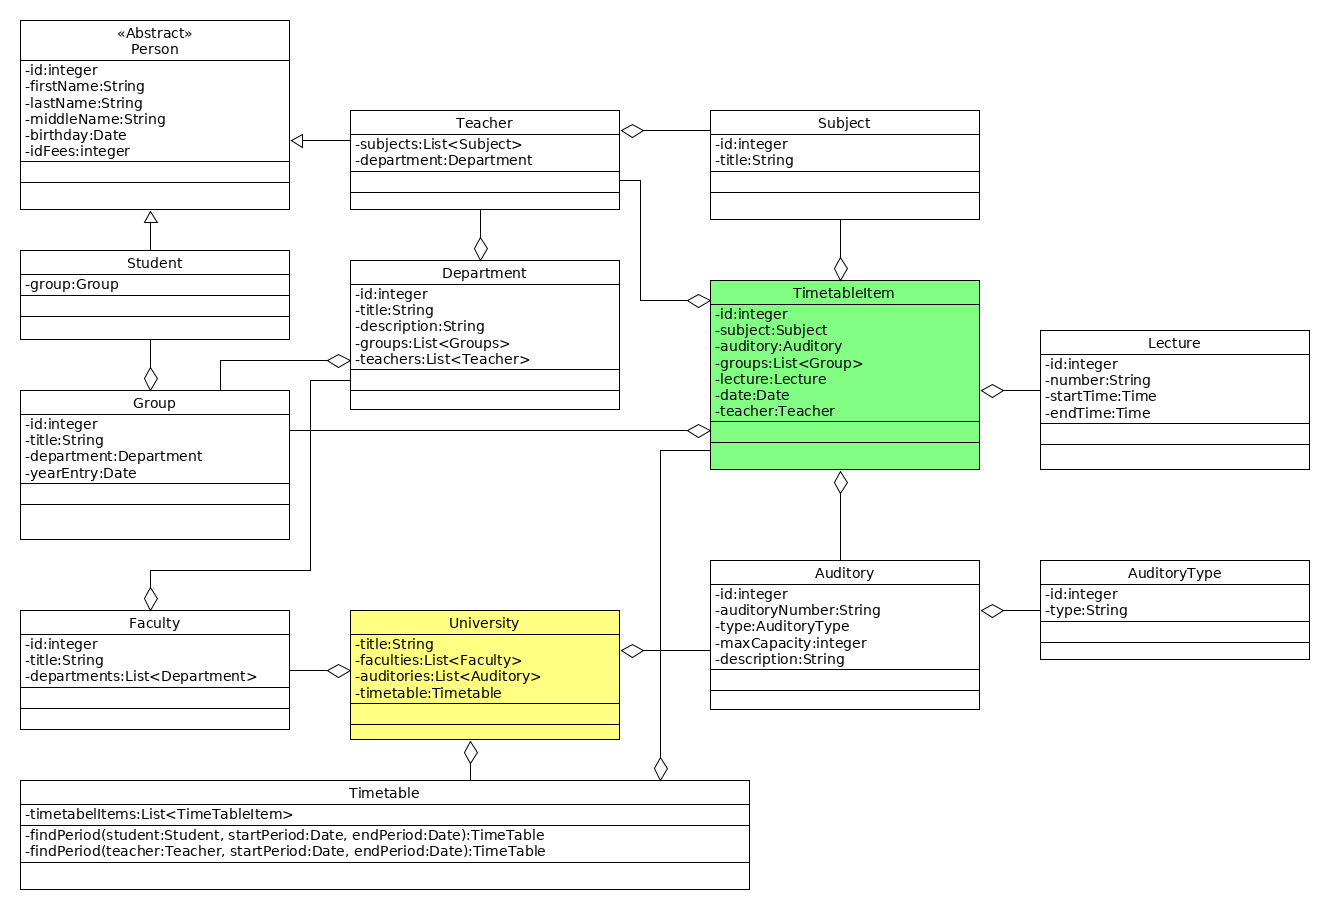 «Abstract»
Person
-id:integer
-firstName:String
-lastName:String
-middleName:String
-birthday:Date
-idFees:integer
Teacher
-subjects:List<Subject>
-department:Department
Subject
-id:integer
-title:String
Student
-group:Group
Department
-id:integer
-title:String
-description:String
-groups:List<Groups>
-teachers:List<Teacher>
TimetableItem
-id:integer
-subject:Subject
-auditory:Auditory
-groups:List<Group>
-lecture:Lecture
-date:Date
-teacher:Teacher
Lecture
-id:integer
-number:String
-startTime:Time
-endTime:Time
Group
-id:integer
-title:String
-department:Department
-yearEntry:Date
Auditory
-id:integer
-auditoryNumber:String
-type:AuditoryType
-maxCapacity:integer
-description:String
AuditoryType
-id:integer
-type:String
Faculty
-id:integer
-title:String
-departments:List<Department>
University
-title:String
-faculties:List<Faculty>
-auditories:List<Auditory>
-timetable:Timetable
Timetable
-timetabelItems:List<TimeTableItem>
-findPeriod(student:Student, startPeriod:Date, endPeriod:Date):TimeTable
-findPeriod(teacher:Teacher, startPeriod:Date, endPeriod:Date):TimeTable